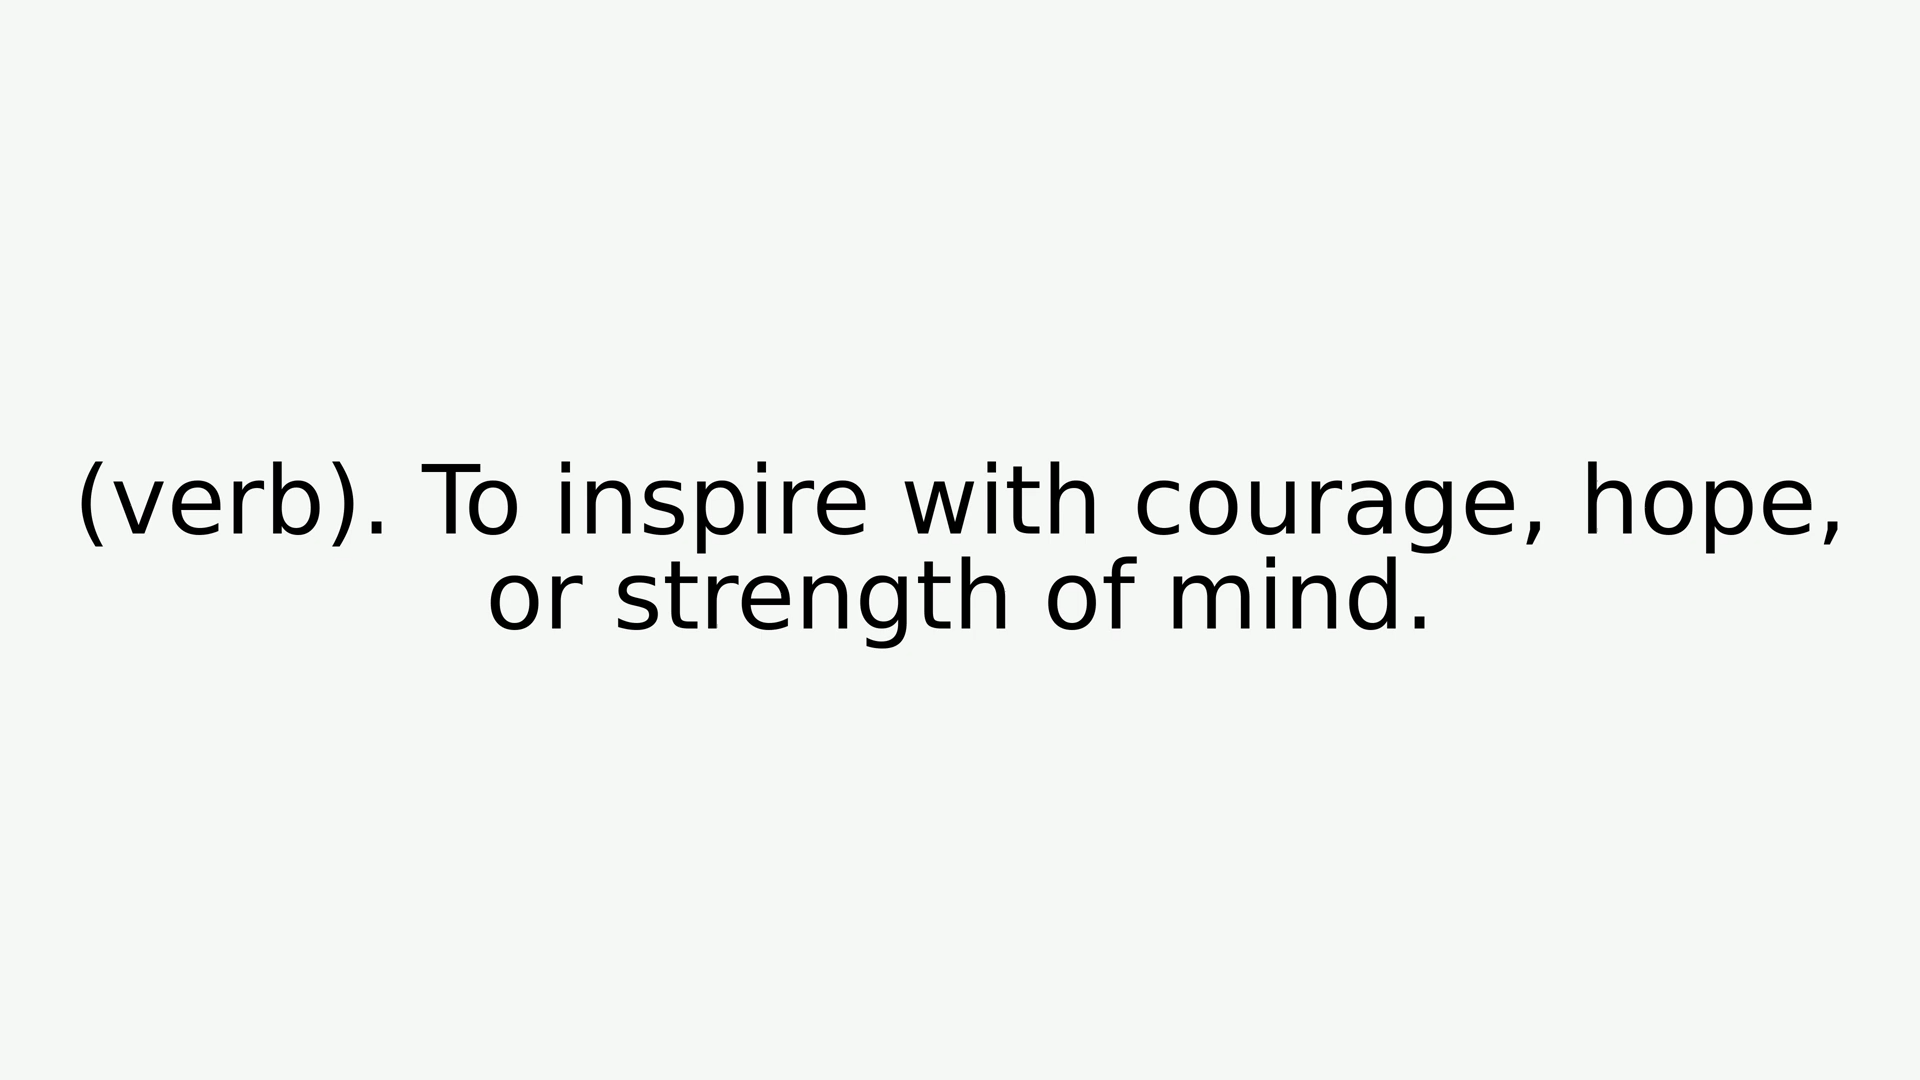 (verb). To inspire with courage, hope,
or strength of mind.